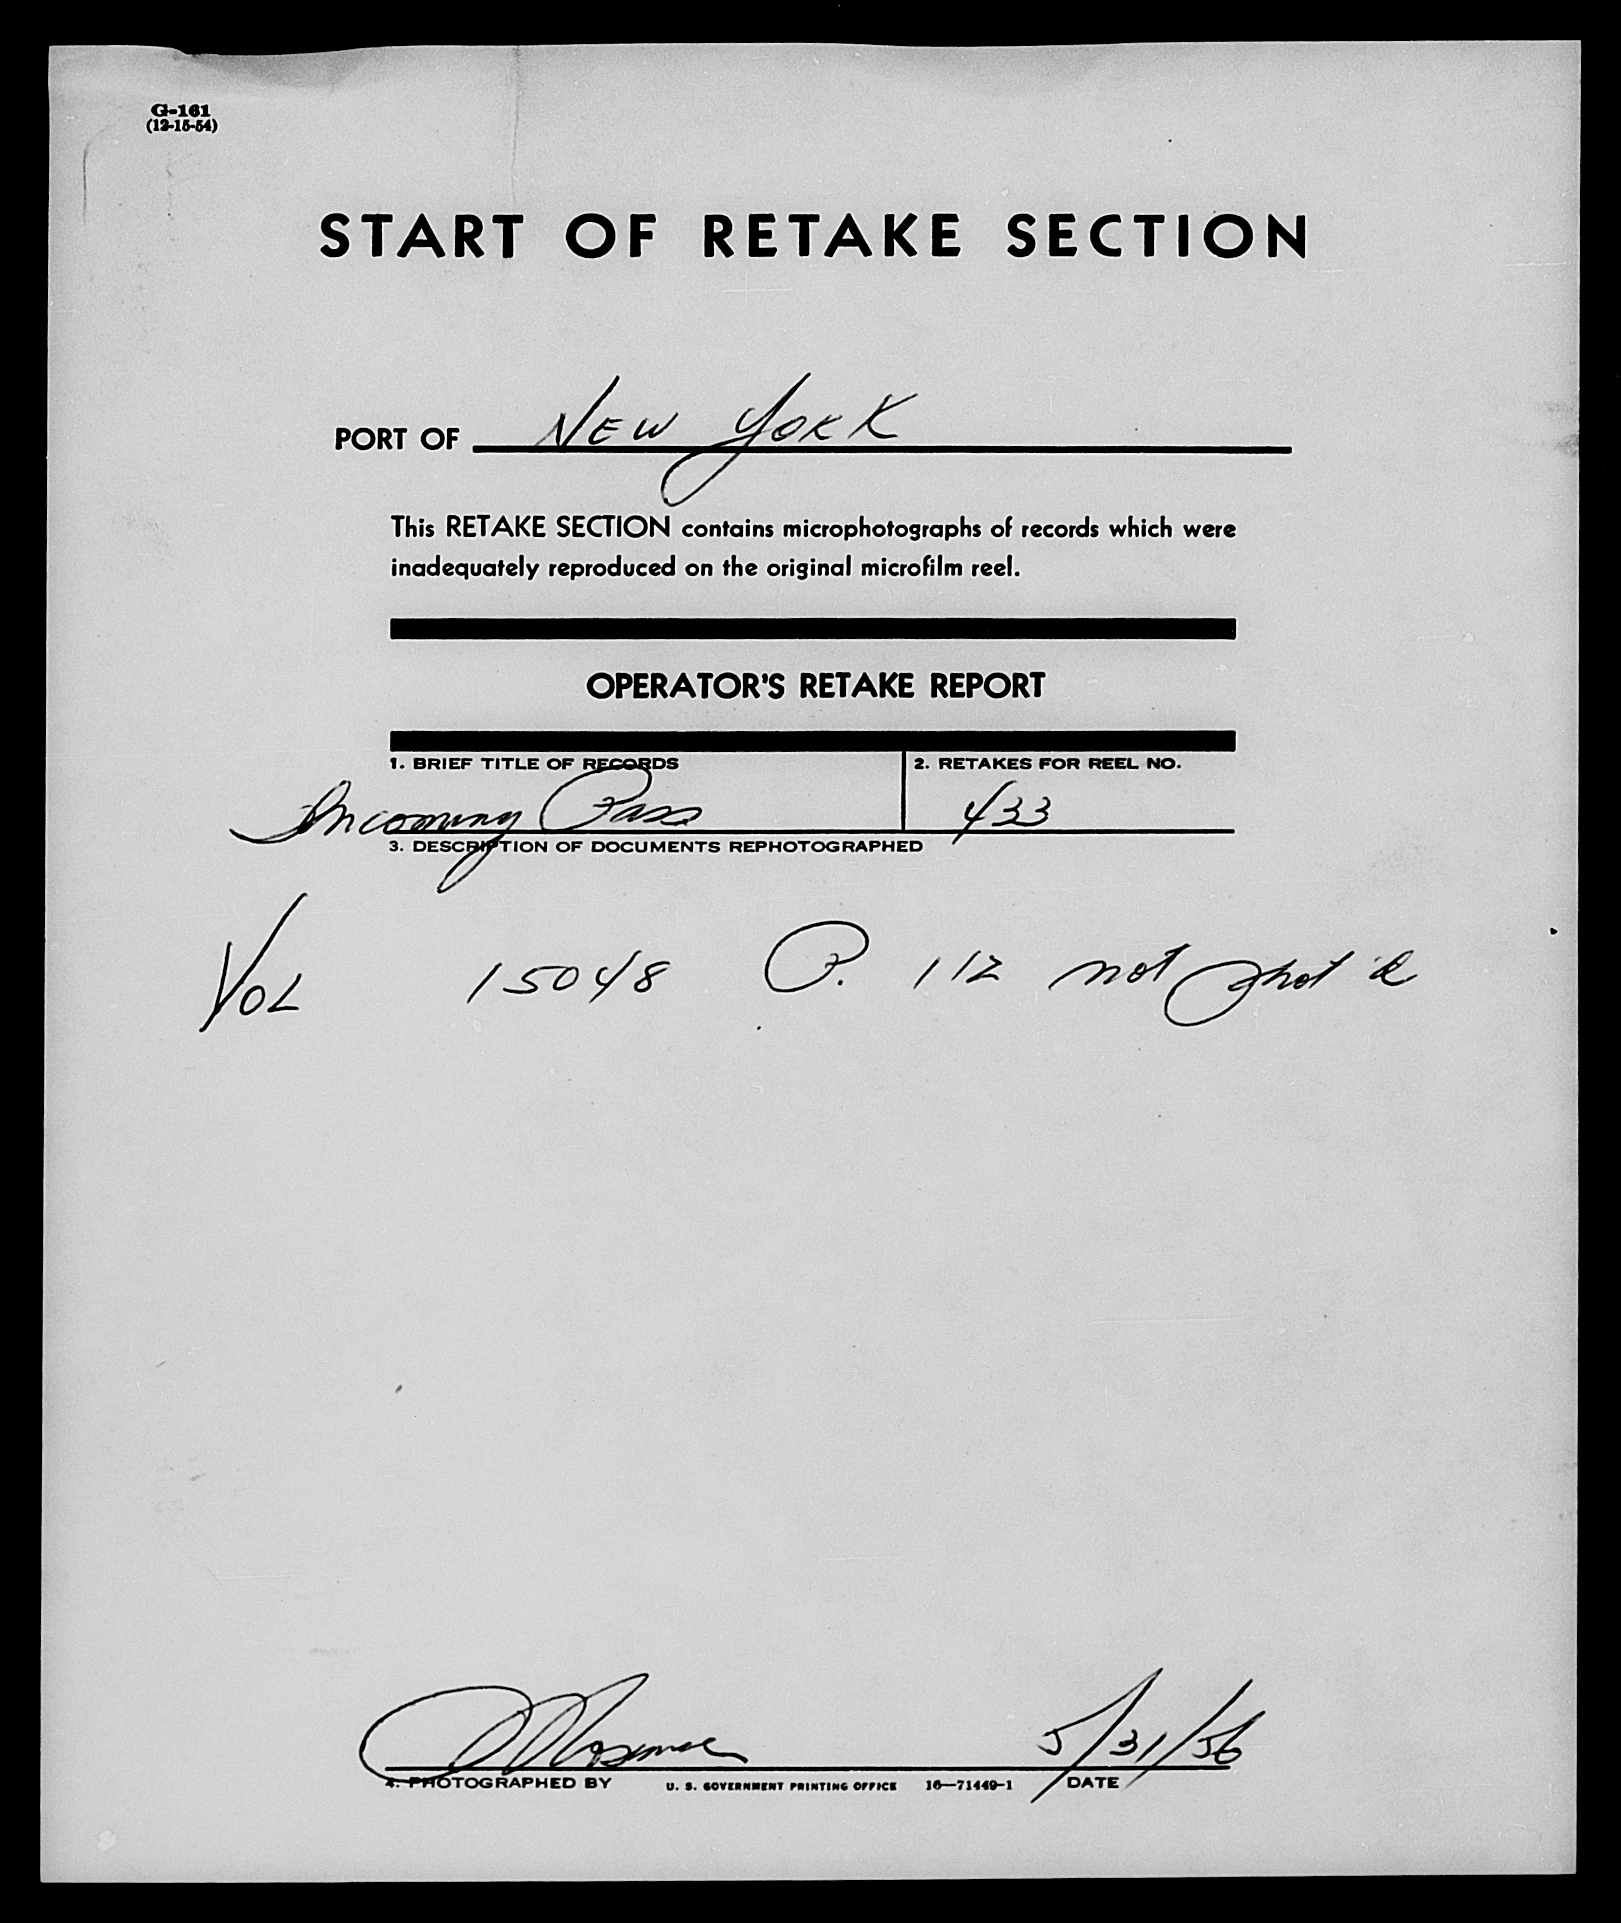 G-161
(12-15-54)
START OF RETAKE SECTION
PORT OF NEW YORK
This RETAKE SECTION contains microphotographs of records which were
inadequately reproduced on the original microfilm reel.
OPERATOR'S RETAKE REPORT
1. BRIEF TITLE OF RECORDS 2. RETAKES FOR REEL NO.
Incoming Pass 433
3. DESCRIPTION OF DOCUMENTS REPHOTOGRAPHED
VOL 15048 P. 112 not phot'd
5/31/56
4. PHOTOGRAPHED BY U. S. GOVERNMENT PRINTING OFFICE 16—71449-1 DATE